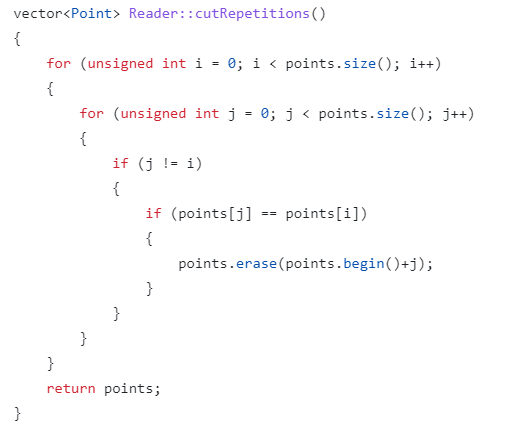 vector<Point> Reader::cutRepetitions()
{
    for (unsigned int i = 0; i < points.size(); i++)
    {
        for (unsigned int j = 0; j < points.size(); j++)
        {
            if (j != i)
            {
                if (points[j] == points[i])
                {
                    points.erase(points.begin()+j);
                }
            }
        }
    }
    return points;
}